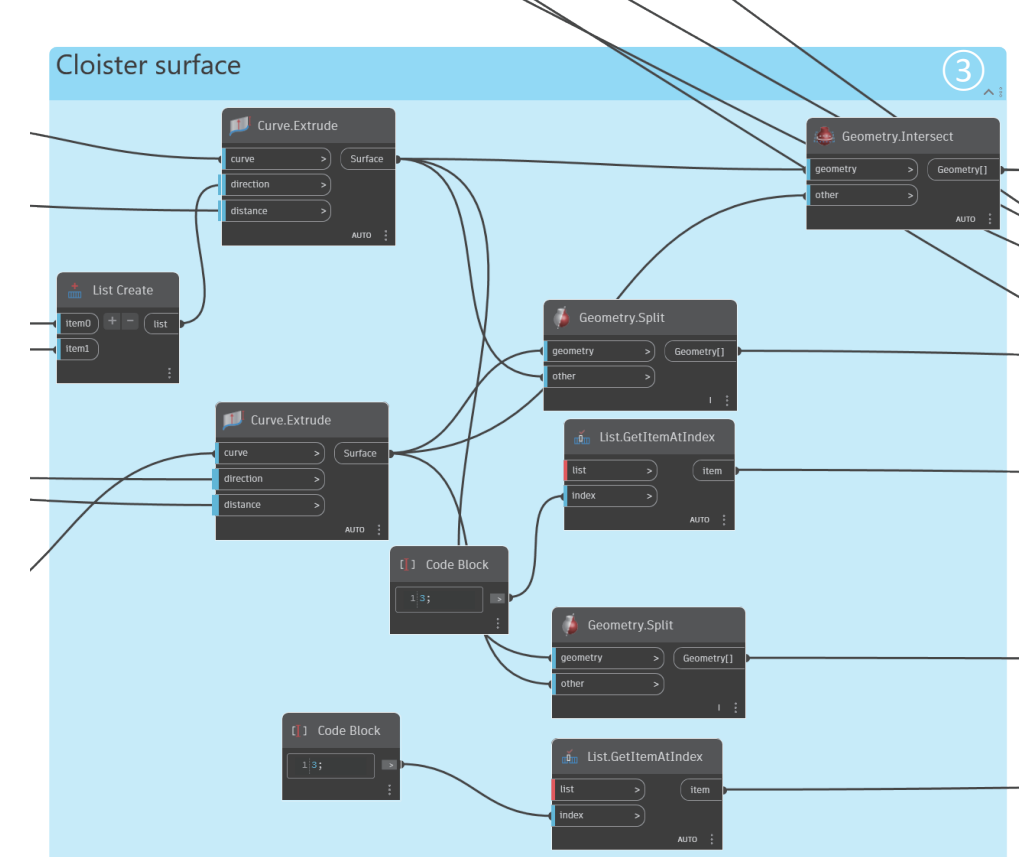 Cloister surface
3
Curve.Extrude
curve > Surface
direction >
distance >
AUTO
Geometry.Intersect
geometry > Geometry[]
other >
AUTO
List Create
item0 + - list
item1
Geometry.Split
geometry > Geometry[]
other >
I
Curve.Extrude
curve > Surface
direction >
distance >
AUTO
List.GetItemAtIndex
list > item
index >
AUTO
Code Block
1 3; >
Geometry.Split
geometry > Geometry[]
other >
I
Code Block
1 3; >
List.GetItemAtIndex
list > item
index >
AUTO